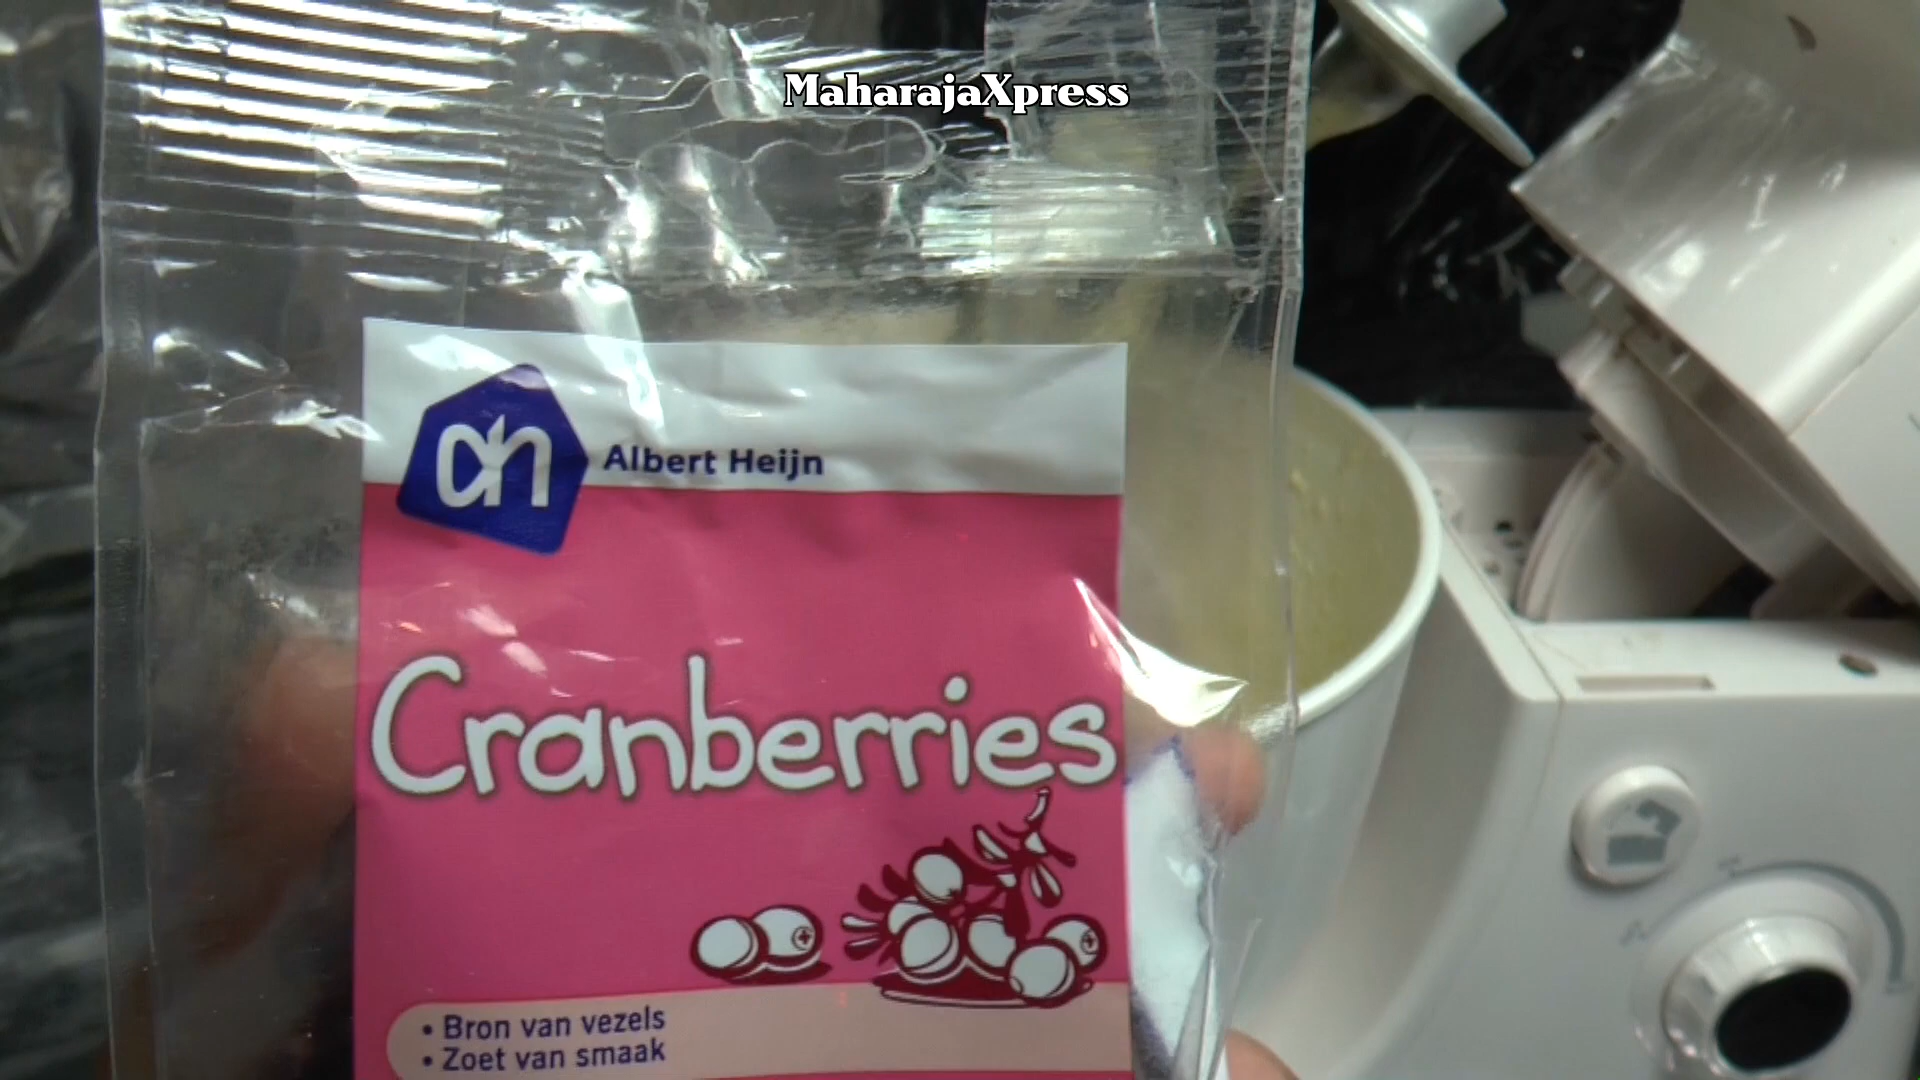 MaharajaXpress
ah
Albert Heijn
Cranberries
• Bron van vezels
• Zoet van smaak